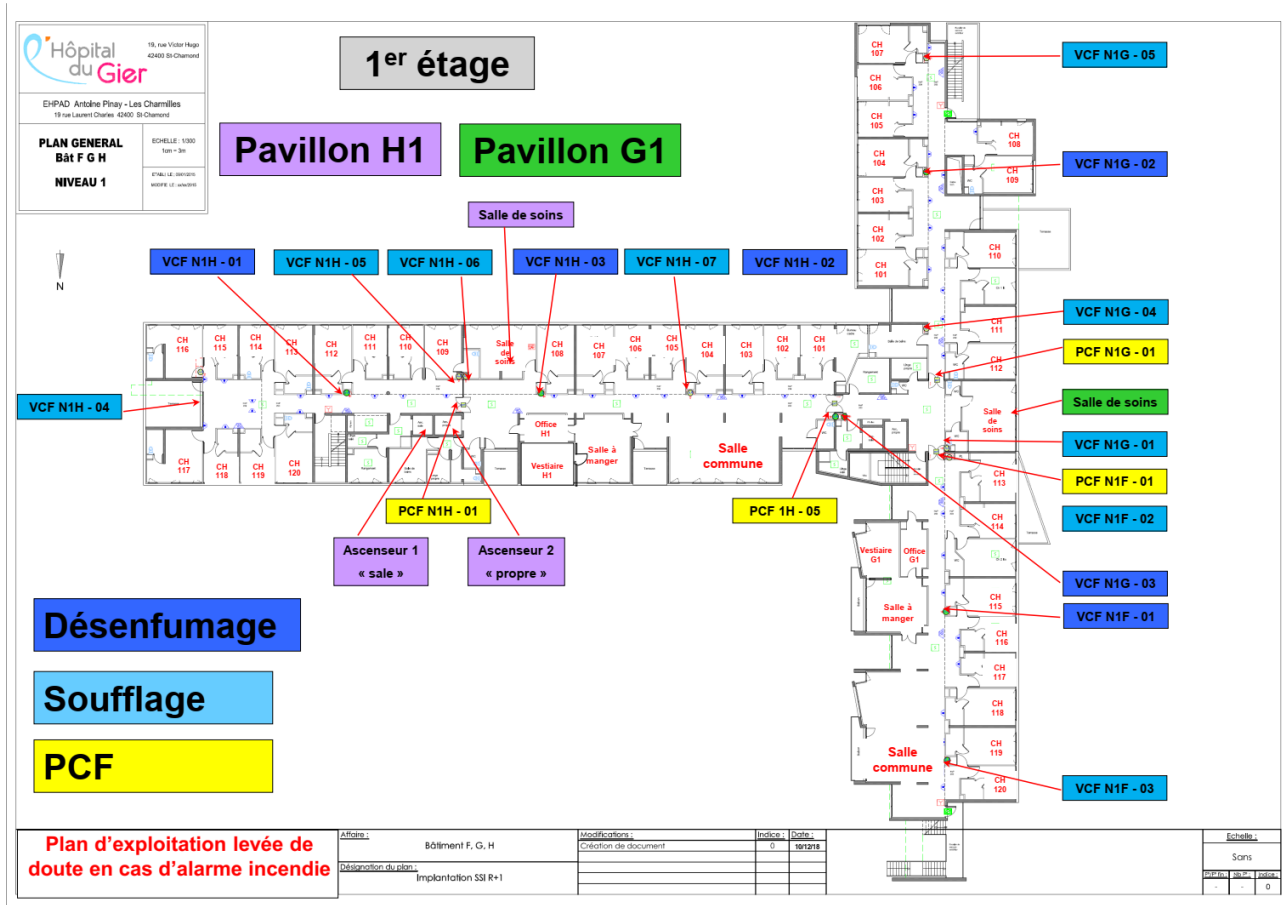 Hôpital
du Gier
19, rue Victor Hugo
42400 St-Chamond
EHPAD Antoine Pinay - Les Charmilles
19 rue Laurent Charles 42400 St-Chamond
PLAN GENERAL
Bât F G H
NIVEAU 1
ECHELLE : 1/300
1cm = 3m
1er étage
Pavillon H1
Pavillon G1
N
Salle de soins
VCF N1H - 01
VCF N1H - 05
VCF N1H - 06
VCF N1H - 03
VCF N1H - 07
VCF N1H - 02
VCF N1H - 04
CH
116
CH
115
CH
114
CH
113
CH
112
CH
111
CH
110
CH
109
Salle
de
soins
CH
108
CH
107
CH
106
CH
105
CH
104
CH
103
CH
102
CH
101
CH
117
CH
118
CH
119
CH
120
Office
H1
Vestiaire
H1
Salle à
manger
Salle
commune
PCF N1H - 01
PCF 1H - 05
Ascenseur 1
« sale »
Ascenseur 2
« propre »
CH
107
CH
106
CH
105
CH
104
CH
103
CH
102
CH
101
CH
108
CH
109
CH
110
CH
111
CH
112
Salle
de
soins
CH
113
CH
114
CH
115
CH
116
CH
117
CH
118
CH
119
CH
120
Vestiaire
G1
Office
G1
Salle à
manger
Salle
commune
VCF N1G - 05
VCF N1G - 02
VCF N1G - 04
PCF N1G - 01
Salle de soins
VCF N1G - 01
PCF N1F - 01
VCF N1F - 02
VCF N1G - 03
VCF N1F - 01
VCF N1F - 03
Désenfumage
Soufflage
PCF
Plan d'exploitation levée de
doute en cas d'alarme incendie
Affaire :
Bâtiment F, G, H
Désignation du plan :
Implantation SSI R+1
Modifications :
Indice :
Date :
Création de document
0
10/12/18
Echelle :
Sans
Indice :
-
-
0